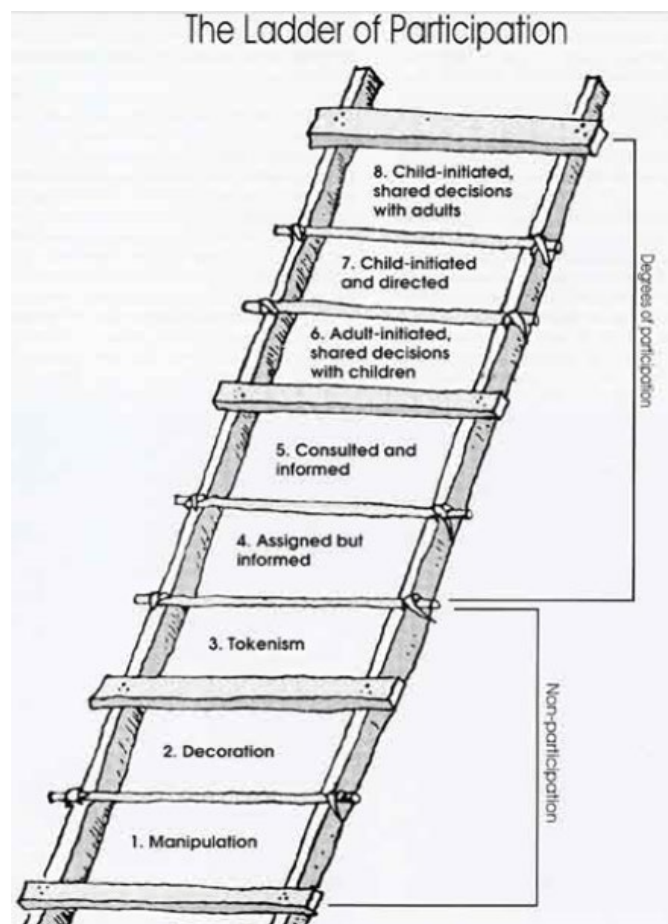 The Ladder of Participation
8. Child-initiated,
shared decisions
with adults
7. Child-initiated
and directed
6. Adult-initiated,
shared decisions
with children
5. Consulted and
informed
4. Assigned but
informed
3. Tokenism
2. Decoration
1. Manipulation
Degrees of participation
Non-participation